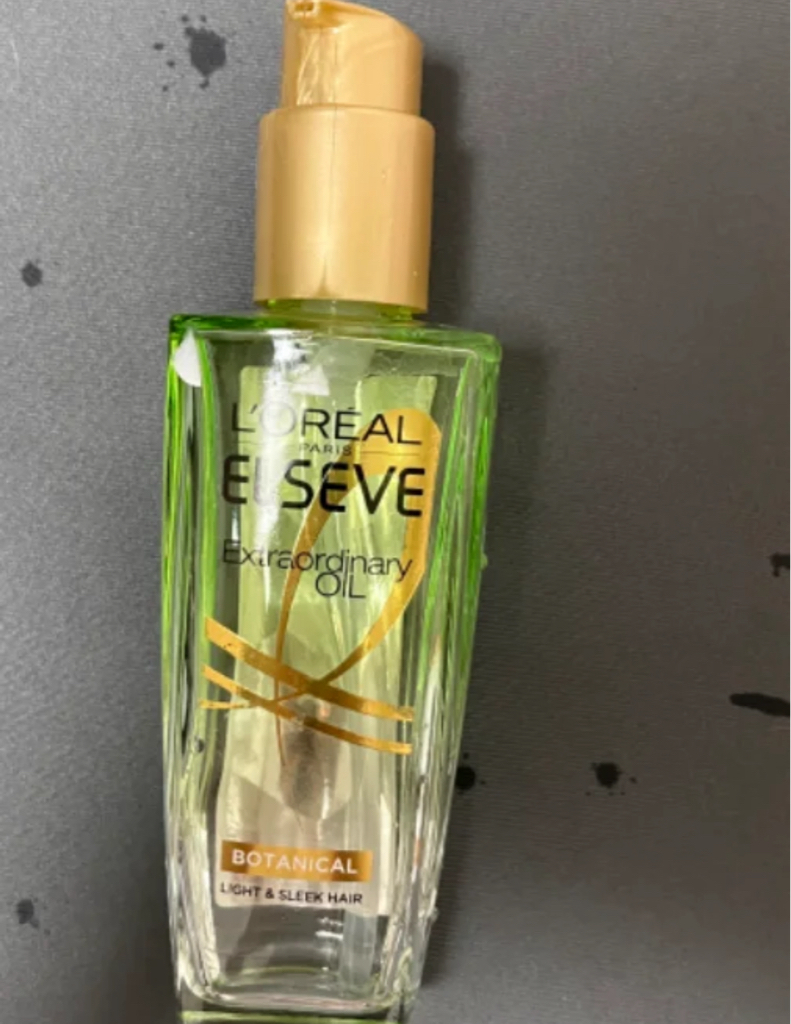 L'ORÉAL
PARIS
ELSEVE
Extraordinary
OIL
BOTANICAL
LIGHT & SLEEK HAIR